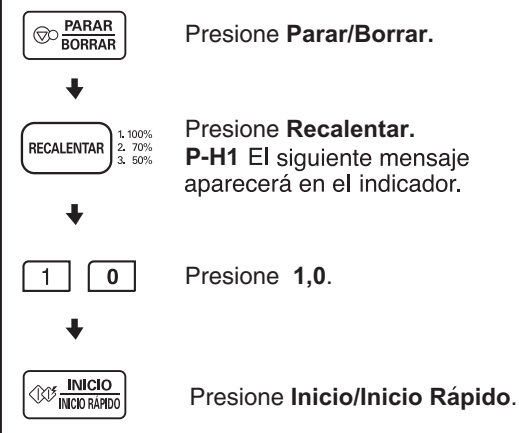 PARAR
BORRAR
Presione Parar/Borrar.
RECALENTAR
1. 100%
2. 70%
3. 50%
Presione Recalentar.
P-H1 El siguiente mensaje
aparecerá en el indicador.
1 0
Presione 1,0.
INICIO
INICIO RÁPIDO
Presione Inicio/Inicio Rápido.